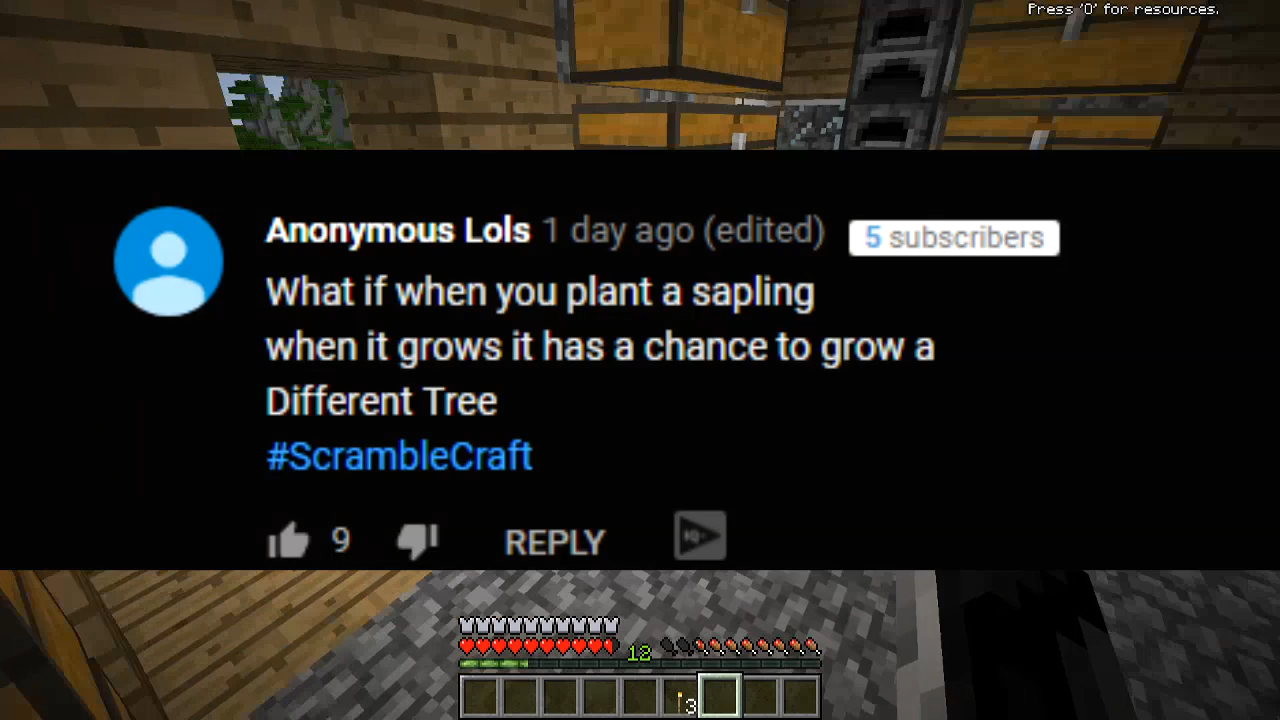 Press 'O' for resources.
Anonymous Lols 1 day ago (edited) 5 subscribers
What if when you plant a sapling
when it grows it has a chance to grow a
Different Tree
#ScrambleCraft
9 REPLY
18
3